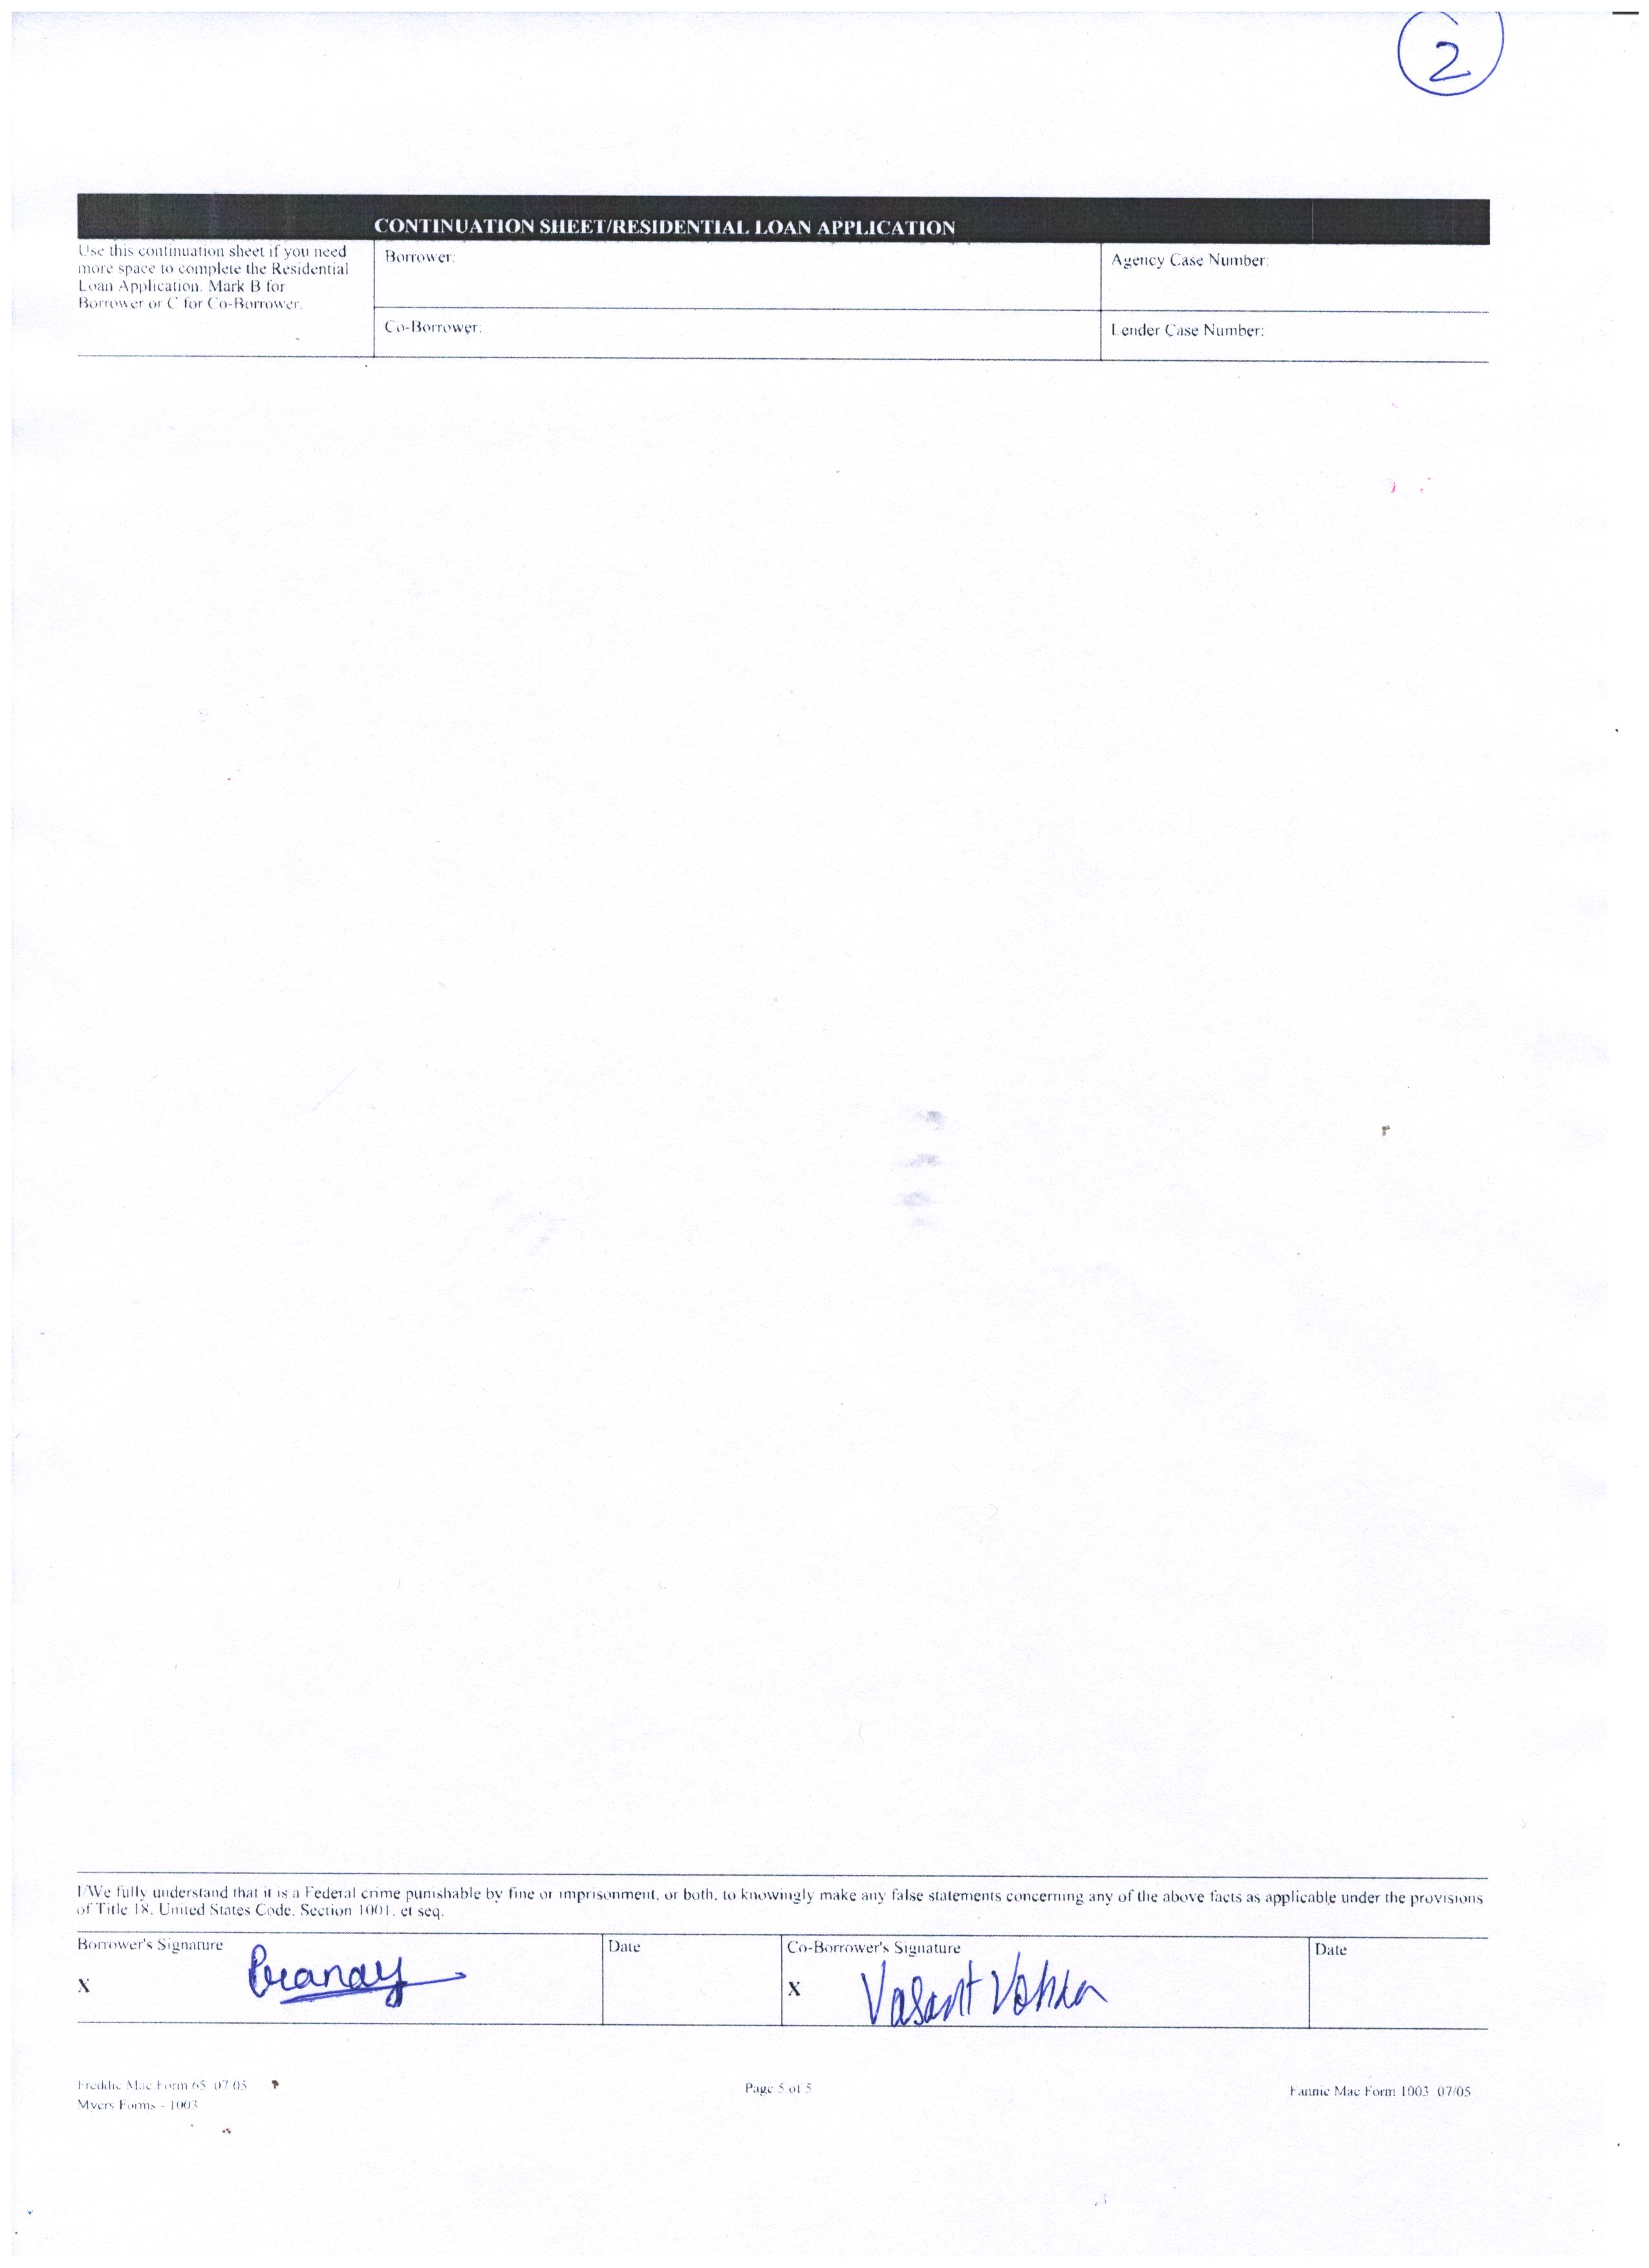 2
CONTINUATION SHEET/RESIDENTIAL LOAN APPLICATION
Use this continuation sheet if you need
more space to complete the Residential
Loan Application. Mark B for
Borrower or C for Co-Borrower.
Borrower:
Agency Case Number:
Co-Borrower:
Lender Case Number:
I/We fully understand that it is a Federal crime punishable by fine or imprisonment, or both, to knowingly make any false statements concerning any of the above facts as applicable under the provisions
of Title 18, United States Code, Section 1001, et seq.
Borrower's Signature
Date
Co-Borrower's Signature
Date
X Pranay
X Vasant Vohra
Freddie Mac Form 65 07/05
Page 5 of 5
Fannie Mae Form 1003 07/05
Myers Forms - 1003